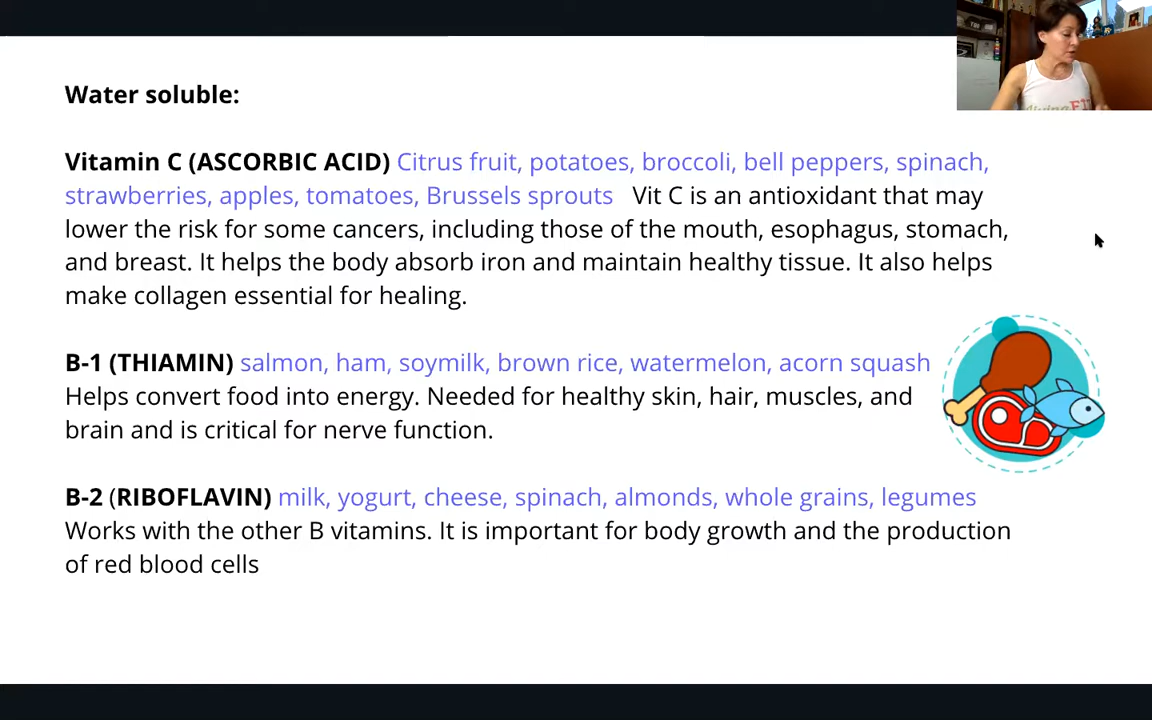 Water soluble:
Vitamin C (ASCORBIC ACID) Citrus fruit, potatoes, broccoli, bell peppers, spinach,
strawberries, apples, tomatoes, Brussels sprouts Vit C is an antioxidant that may
lower the risk for some cancers, including those of the mouth, esophagus, stomach,
and breast. It helps the body absorb iron and maintain healthy tissue. It also helps
make collagen essential for healing.
B-1 (THIAMIN) salmon, ham, soymilk, brown rice, watermelon, acorn squash
Helps convert food into energy. Needed for healthy skin, hair, muscles, and
brain and is critical for nerve function.
B-2 (RIBOFLAVIN) milk, yogurt, cheese, spinach, almonds, whole grains, legumes
Works with the other B vitamins. It is important for body growth and the production
of red blood cells